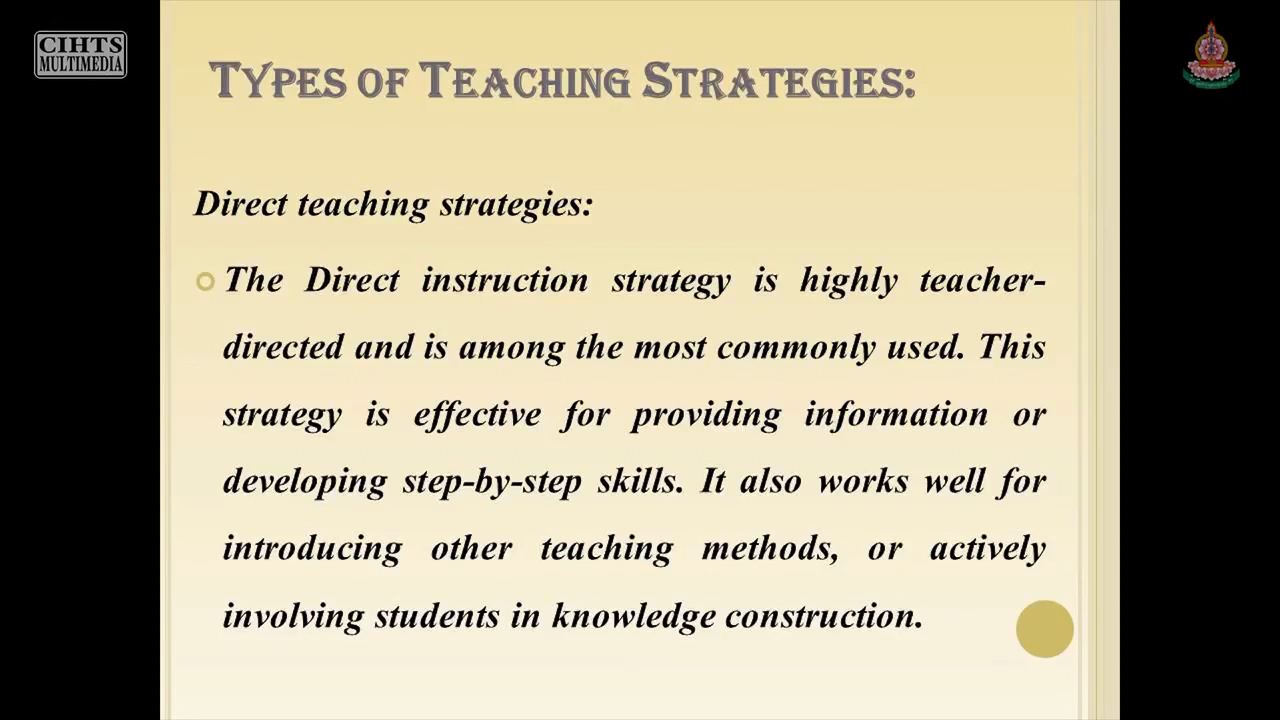 CIHTS
MULTIMEDIA
TYPES OF TEACHING STRATEGIES:
Direct teaching strategies:
The Direct instruction strategy is highly teacher-
directed and is among the most commonly used. This
strategy is effective for providing information or
developing step-by-step skills. It also works well for
introducing other teaching methods, or actively
involving students in knowledge construction.